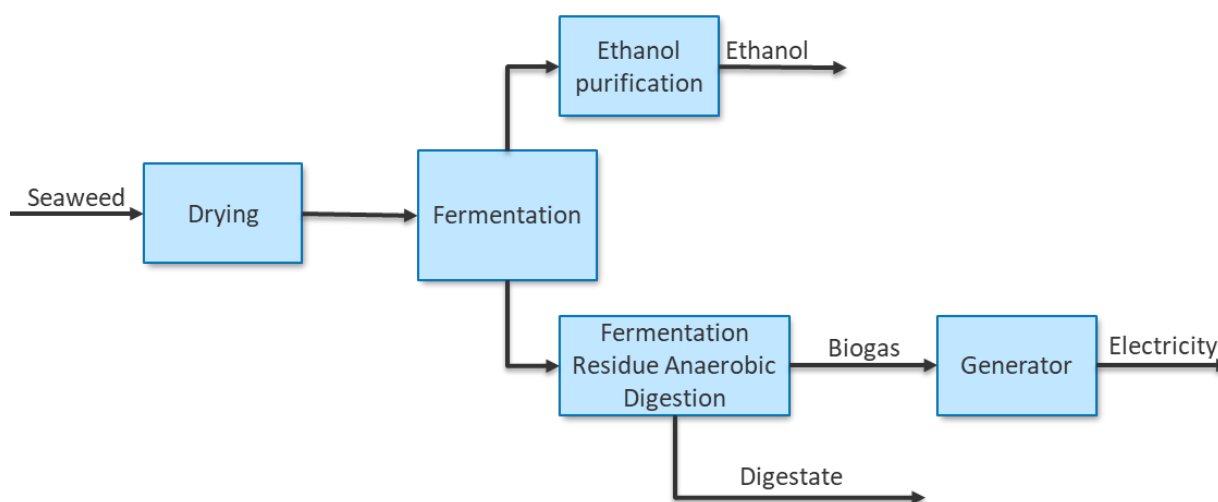 Ethanol
purification
Ethanol
Seaweed
Drying
Fermentation
Fermentation
Residue Anaerobic
Digestion
Biogas
Generator
Electricity
Digestate